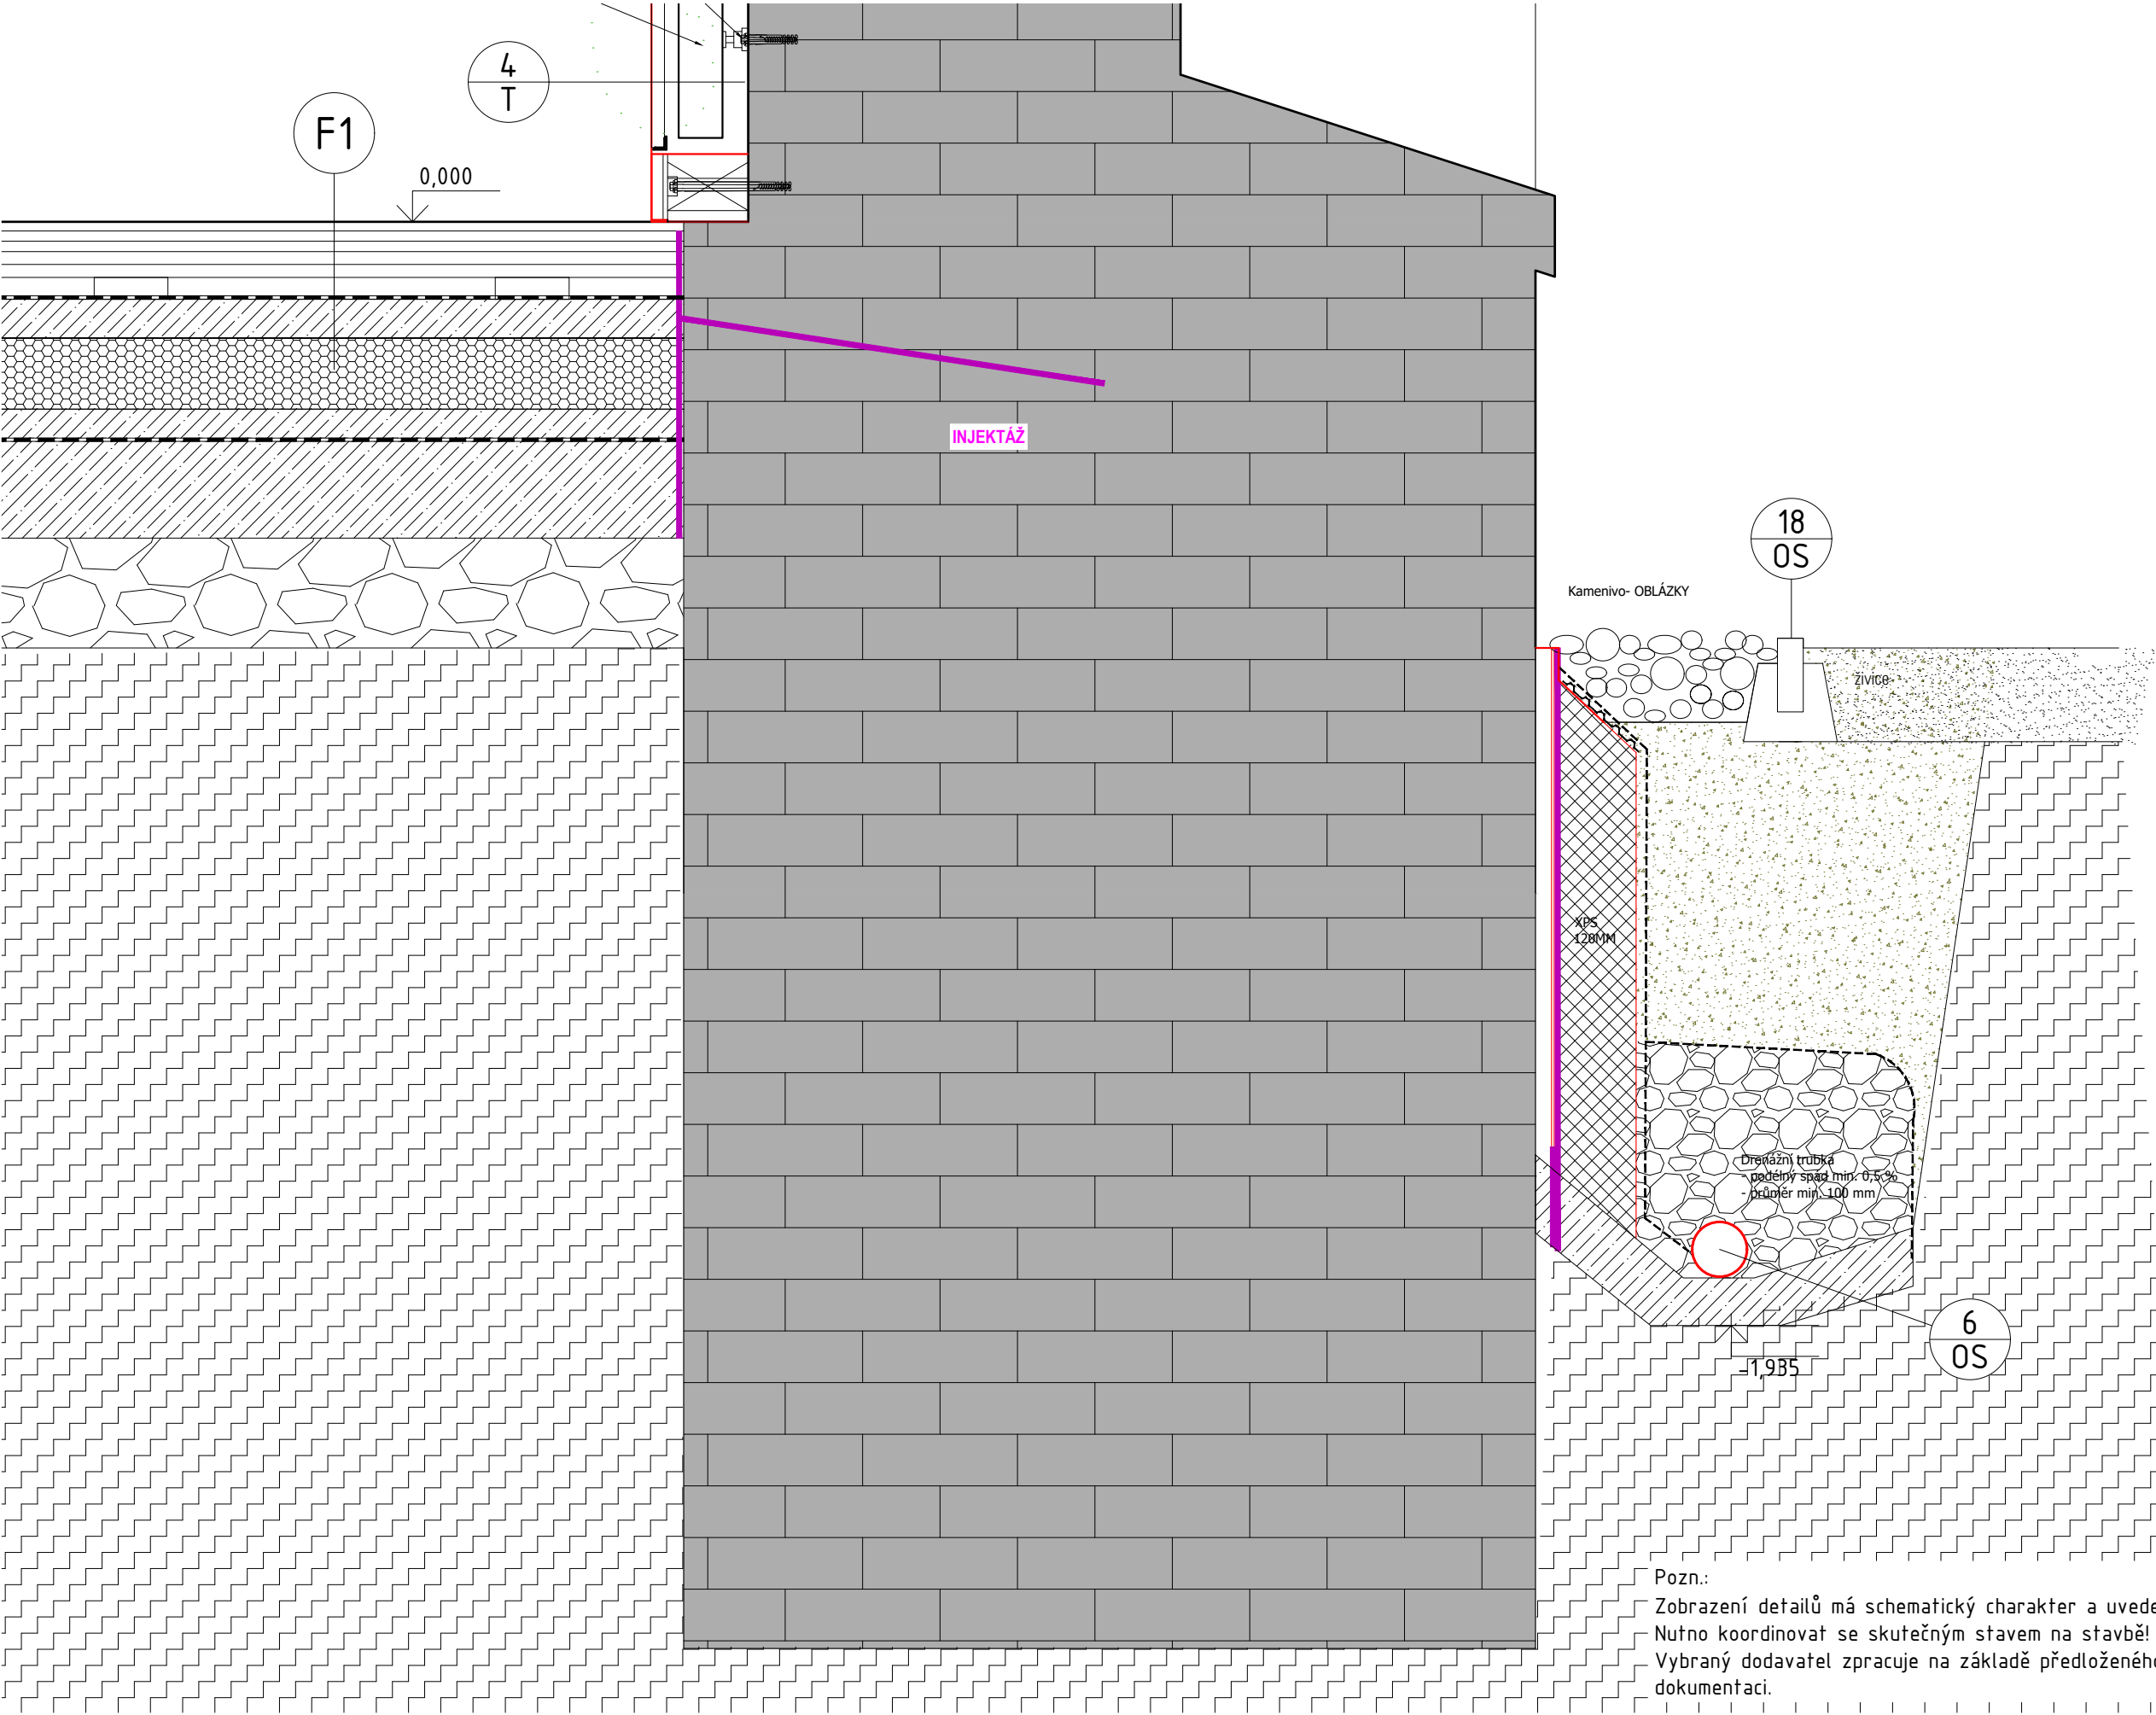 4
T
F1
0,000
INJEKTÁŽ
18
OS
Kamenivo- OBLÁZKY
ŽIVICE
XPS
120MM
Drenážní trubka
- podélný spád min. 0,5 %
- průměr min. 100 mm
6
OS
-1,935
Pozn.:
Zobrazení detailů má schematický charakter a uvede
Nutno koordinovat se skutečným stavem na stavbě!
Vybraný dodavatel zpracuje na základě předloženého
dokumentaci.